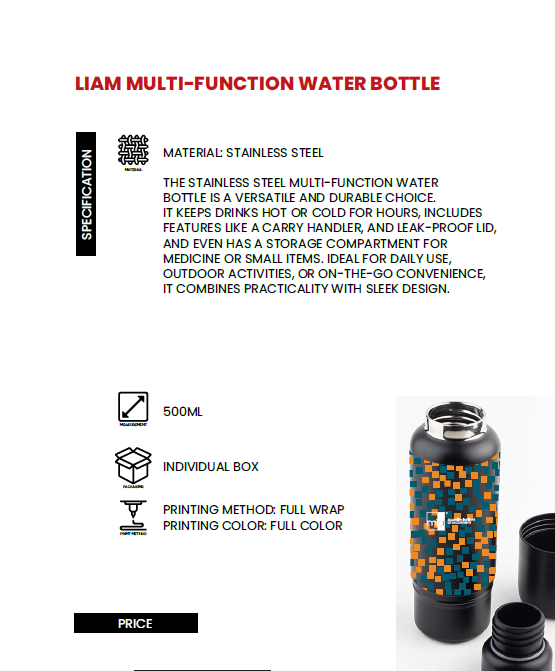 LIAM MULTI-FUNCTION WATER BOTTLE
SPECIFICATION
MATERIAL
MATERIAL: STAINLESS STEEL
THE STAINLESS STEEL MULTI-FUNCTION WATER
BOTTLE IS A VERSATILE AND DURABLE CHOICE.
IT KEEPS DRINKS HOT OR COLD FOR HOURS, INCLUDES
FEATURES LIKE A CARRY HANDLER, AND LEAK-PROOF LID,
AND EVEN HAS A STORAGE COMPARTMENT FOR
MEDICINE OR SMALL ITEMS. IDEAL FOR DAILY USE,
OUTDOOR ACTIVITIES, OR ON-THE-GO CONVENIENCE,
IT COMBINES PRACTICALITY WITH SLEEK DESIGN.
MEASUREMENT
500ML
PACKAGING
INDIVIDUAL BOX
PRINT METHOD
PRINTING METHOD: FULL WRAP
PRINTING COLOR: FULL COLOR
PRICE